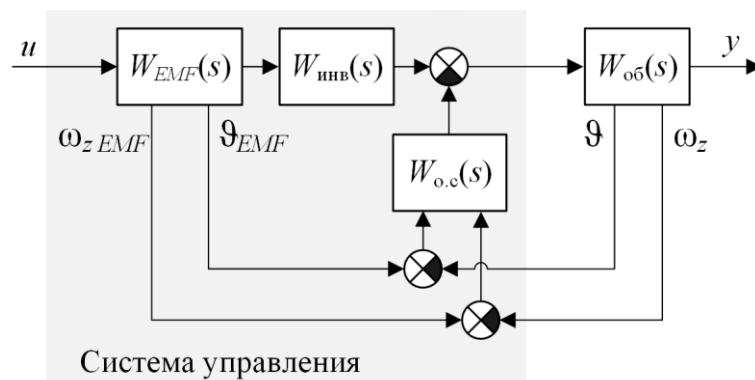 u
W_EMF(s)
W_инв(s)
W_об(s)
y
ω_z EMF
ϑ_EMF
W_о.с(s)
ϑ
ω_z
Система управления